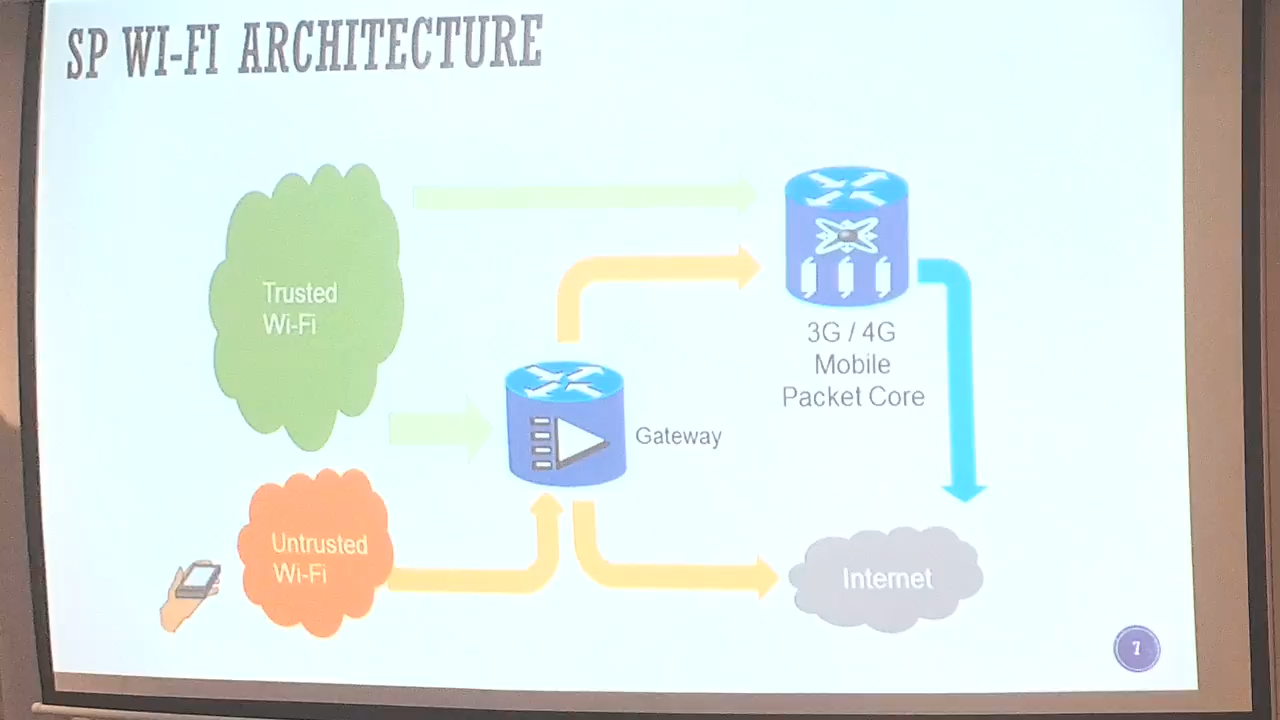 SP WI-FI ARCHITECTURE
Trusted
Wi-Fi
3G / 4G
Mobile
Packet Core
Gateway
Untrusted
Wi-Fi
Internet
7